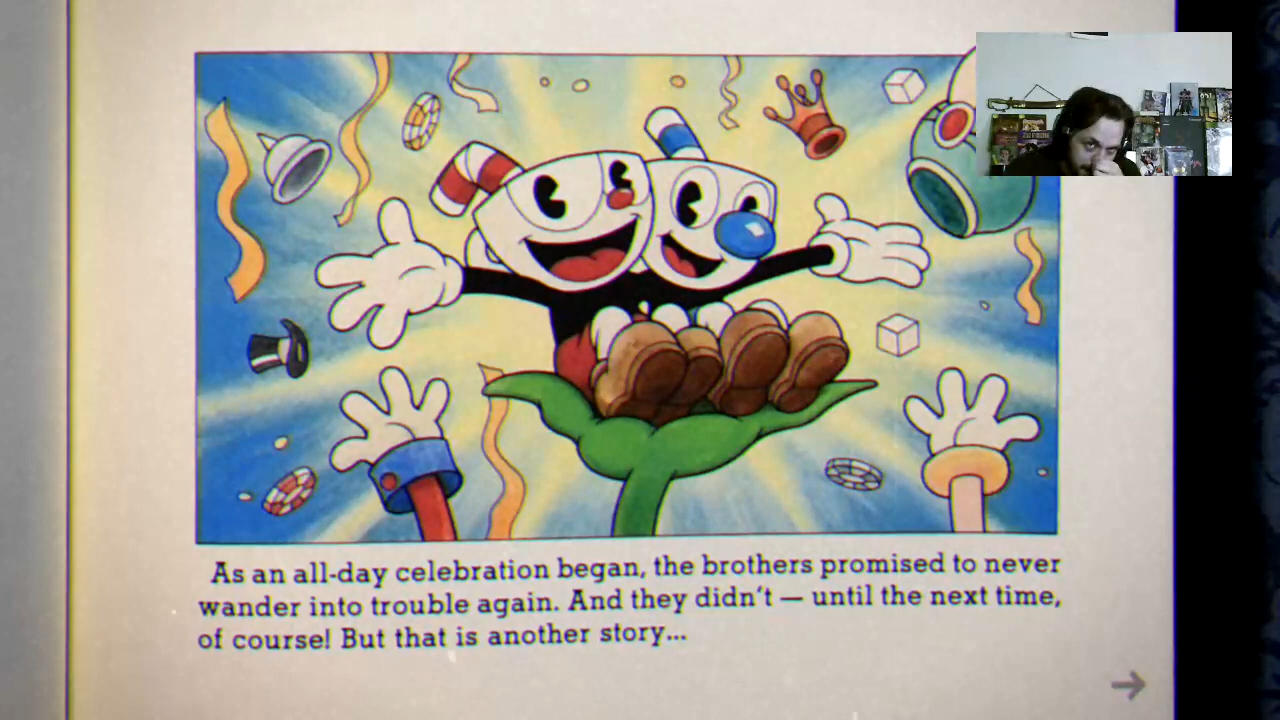 As an all-day celebration began, the brothers promised to never
wander into trouble again. And they didn't — until the next time,
of course! But that is another story...